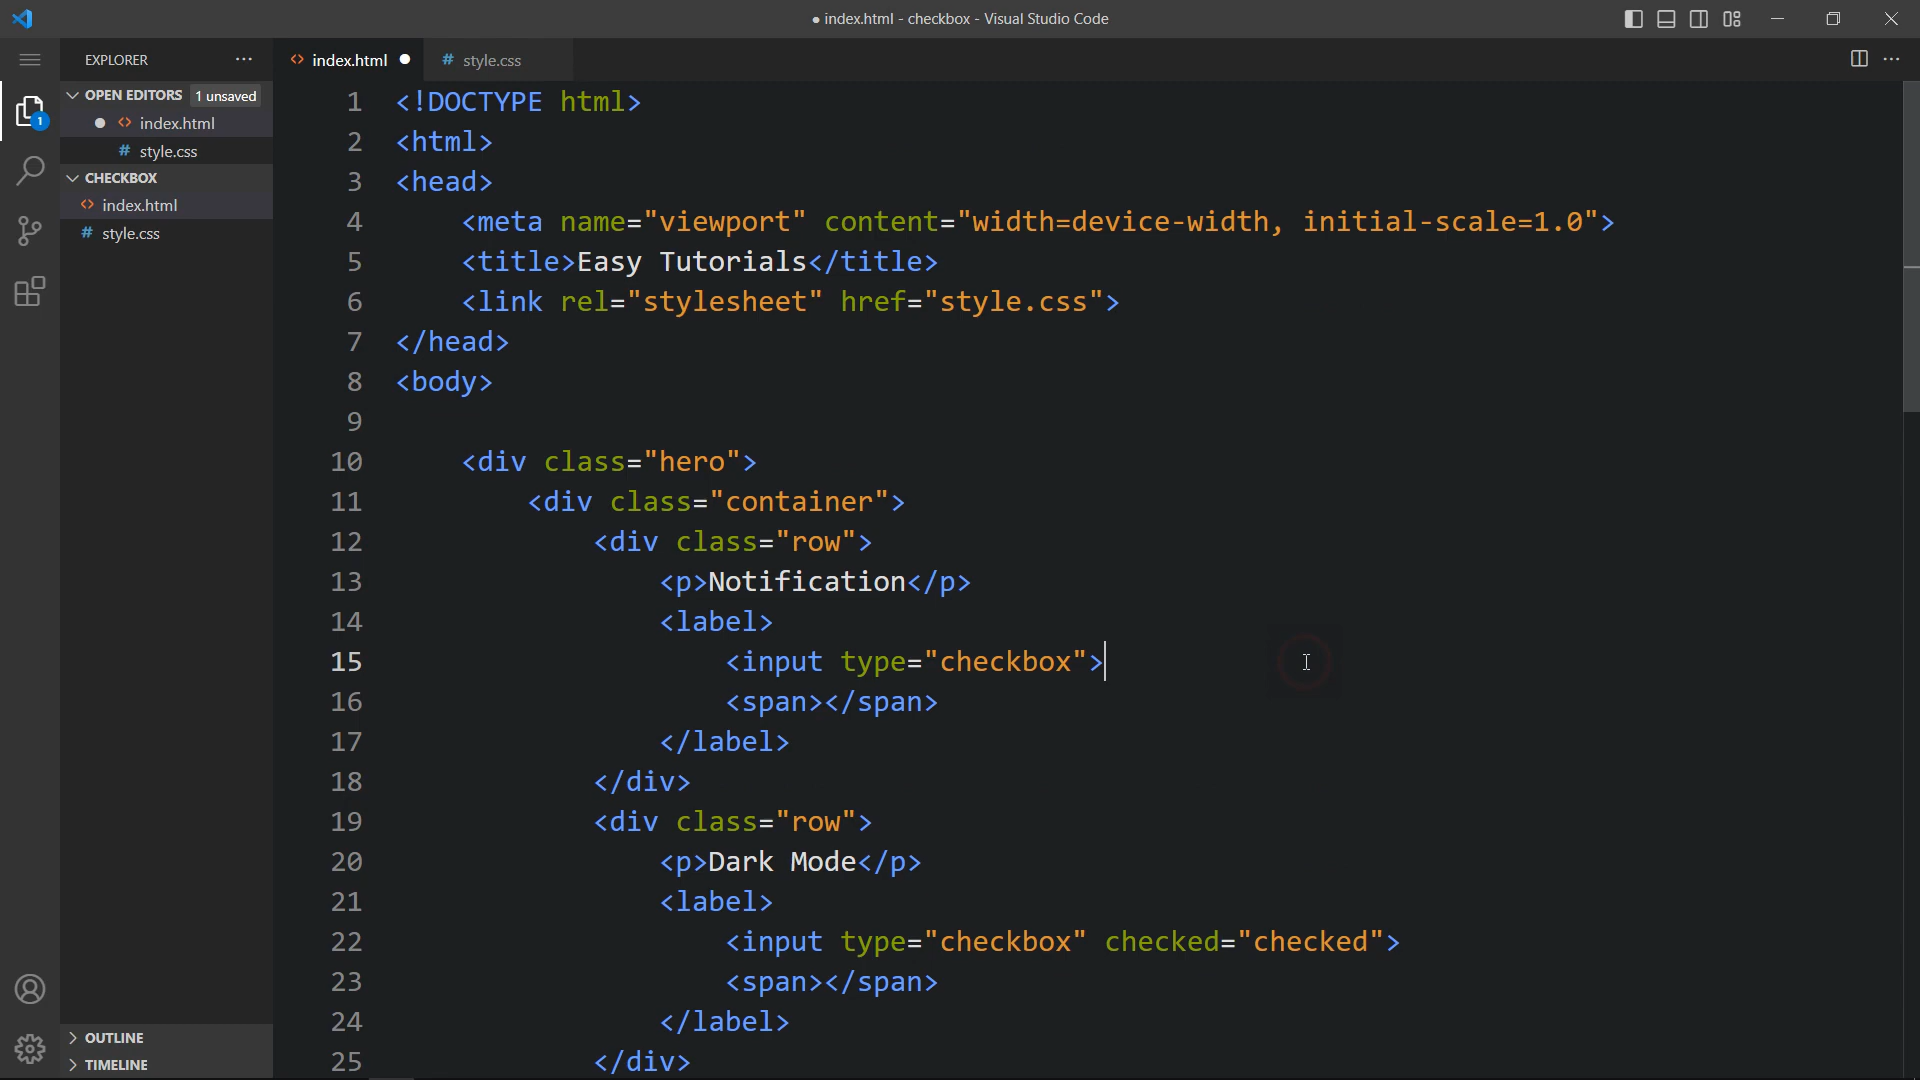 ● index.html - checkbox - Visual Studio Code
EXPLORER
OPEN EDITORS 1 unsaved
index.html
# style.css
CHECKBOX
index.html
# style.css
OUTLINE
TIMELINE
1
index.html
# style.css
1 <!DOCTYPE html>
2 <html>
3 <head>
4 <meta name="viewport" content="width=device-width, initial-scale=1.0">
5 <title>Easy Tutorials</title>
6 <link rel="stylesheet" href="style.css">
7 </head>
8 <body>
9
10 <div class="hero">
11 <div class="container">
12 <div class="row">
13 <p>Notification</p>
14 <label>
15 <input type="checkbox">
16 <span></span>
17 </label>
18 </div>
19 <div class="row">
20 <p>Dark Mode</p>
21 <label>
22 <input type="checkbox" checked="checked">
23 <span></span>
24 </label>
25 </div>